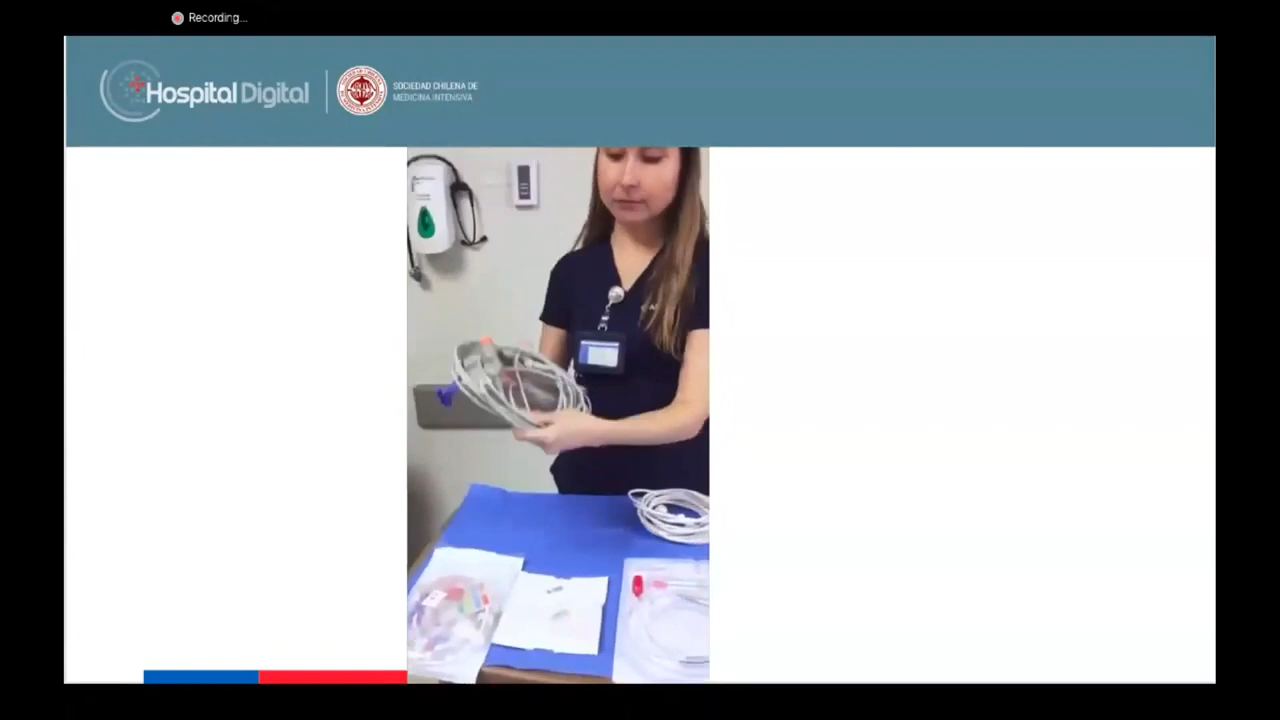 Recording...
Hospital Digital
SOCIEDAD CHILENA DE
MEDICINA INTENSIVA